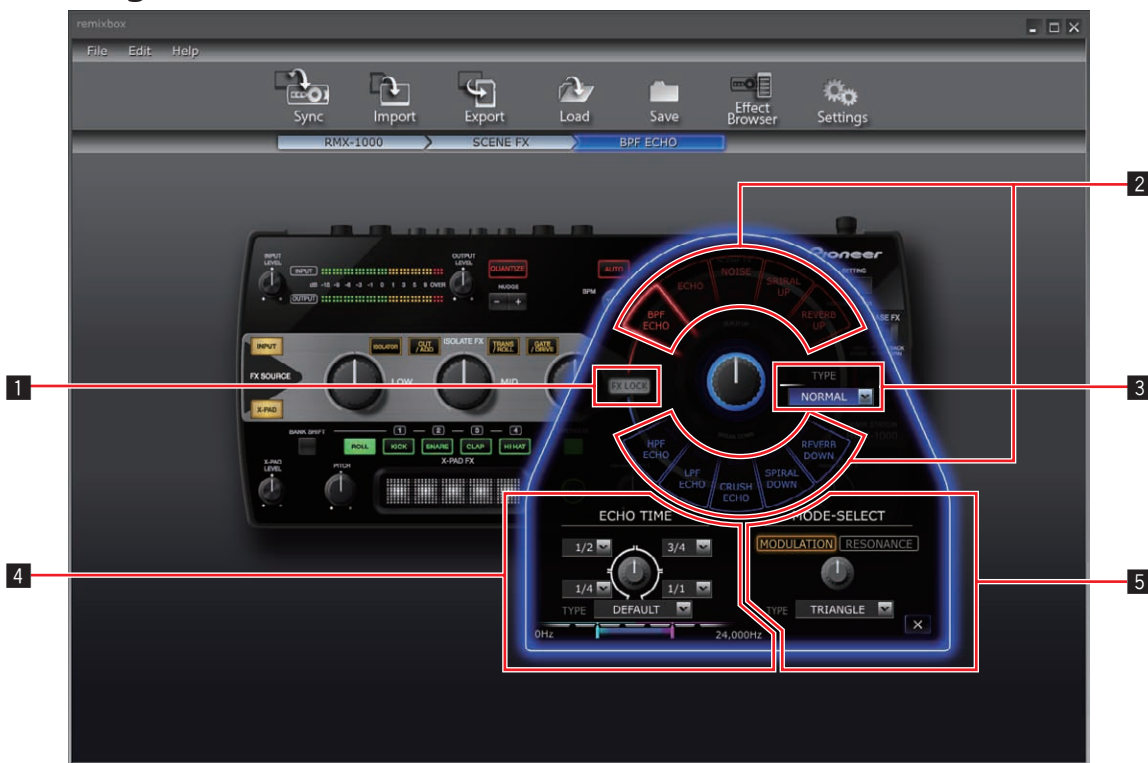 remixbox
File Edit Help
Sync Import Export Load Save Effect Browser Settings
RMX-1000 SCENE FX BPF ECHO
2
Pioneer
INPUT LEVEL
OUTPUT LEVEL
INPUT
QUANTIZE
AUTO
ECHO
NOISE
SPIRAL UP
dB
OVER
NUDGE
BPM
OUTPUT
- +
BPF ECHO
REVERB UP
INPUT
ISOLATOR CUT /ADD ISOLATE FX TRANS /ROLL GATE /DRIVE
FX SOURCE
LOW
MID
1
FX LOCK
TYPE
3
NORMAL
X-PAD
BANK SHIFT
1 2 3 4
ROLL KICK SNARE CLAP HI HAT
X-PAD LEVEL
PITCH
X-PAD FX
HPF ECHO
LPF ECHO
CRUSH ECHO
SPIRAL DOWN
REVERB DOWN
ECHO TIME
MODE-SELECT
1/2 3/4
MODULATION RESONANCE
4
1/4 1/1
5
TYPE DEFAULT
TYPE TRIANGLE
0Hz 24,000Hz